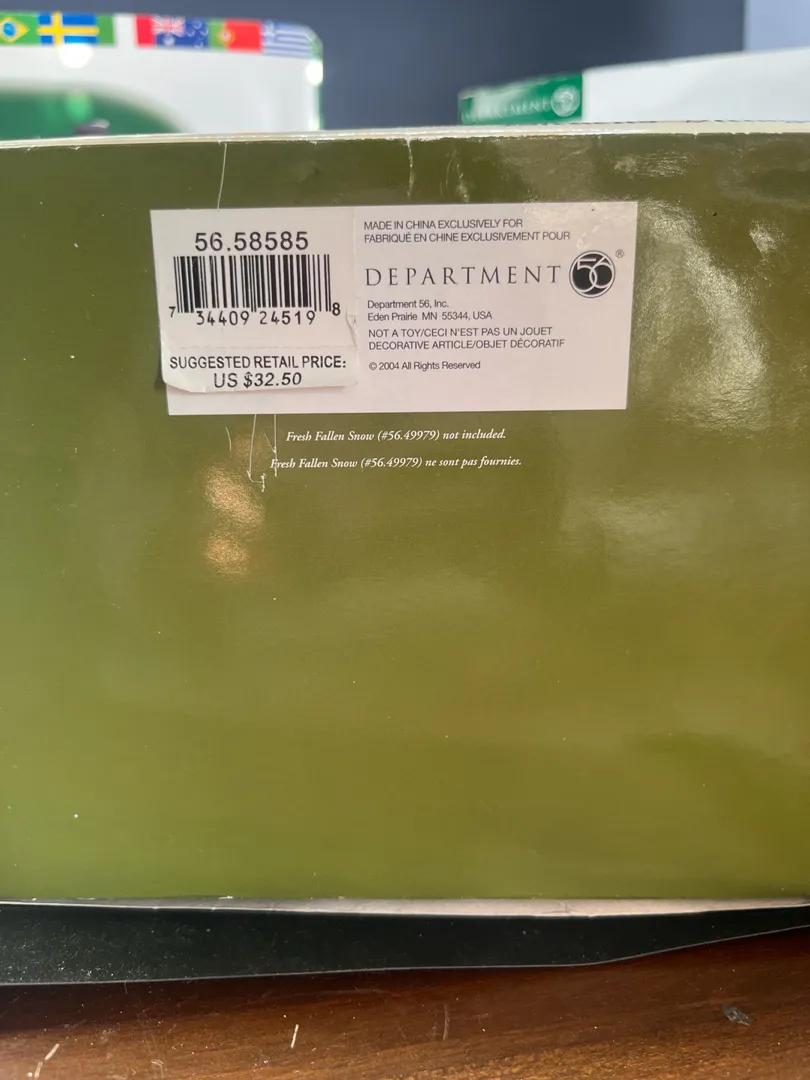 DEPARTMENT 56
56.58585
7 34409 24519 8
SUGGESTED RETAIL PRICE:
US $32.50
MADE IN CHINA EXCLUSIVELY FOR
FABRIQUÉ EN CHINE EXCLUSIVEMENT POUR
DEPARTMENT 56®
Department 56, Inc.
Eden Prairie MN 55344, USA
NOT A TOY/CECI N'EST PAS UN JOUET
DECORATIVE ARTICLE/OBJET DÉCORATIF
© 2004 All Rights Reserved
Fresh Fallen Snow (#56.49979) not included.
Fresh Fallen Snow (#56.49979) ne sont pas fournies.